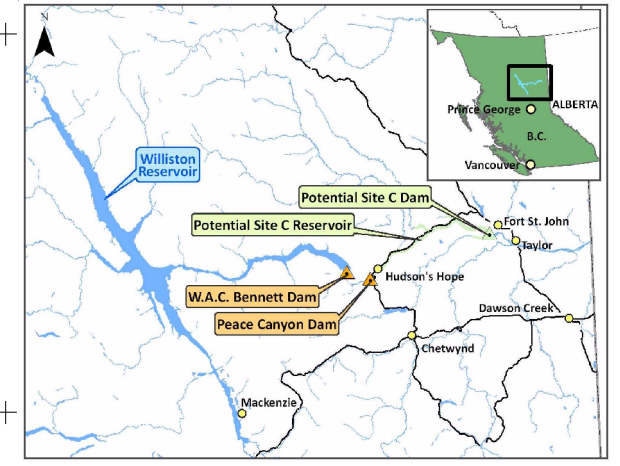 N
ALBERTA
Prince George
B.C.
Vancouver
Williston
Reservoir
Potential Site C Dam
Potential Site C Reservoir
Fort St. John
Taylor
Hudson's Hope
W.A.C. Bennett Dam
Peace Canyon Dam
Dawson Creek
Chetwynd
Mackenzie